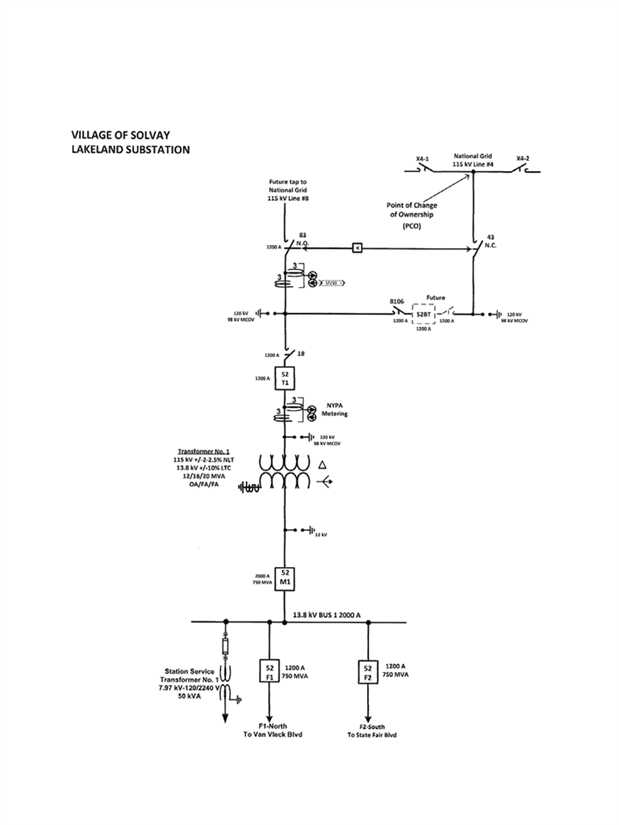 VILLAGE OF SOLVAY
LAKELAND SUBSTATION
X4-1
National Grid
115 kV Line #4
X4-2
Future tap to
National Grid
115 kV Line #8
Point of Change
of Ownership
(PCO)
83
N.O.
1200 A
43
N.C.
3
3
120 kV
98 kV MCOV
8106
Future
52BT
1200 A
1200 A
1200 A
120 kV
98 kV MCOV
1200 A
18
1200 A
52
T1
3
3
NYPA
Metering
120 kV
98 kV MCOV
Transformer No. 1
115 kV +/-2-2.5% NLT
13.8 kV +/-10% LTC
12/16/20 MVA
OA/FA/FA
12 kV
2000 A
750 MVA
52
M1
13.8 kV BUS 1 2000 A
Station Service
Transformer No. 1
7.97 kV-120/2240 V
50 kVA
52
F1
1200 A
750 MVA
52
F2
1200 A
750 MVA
F1-North
To Van Vleck Blvd
F2-South
To State Fair Blvd